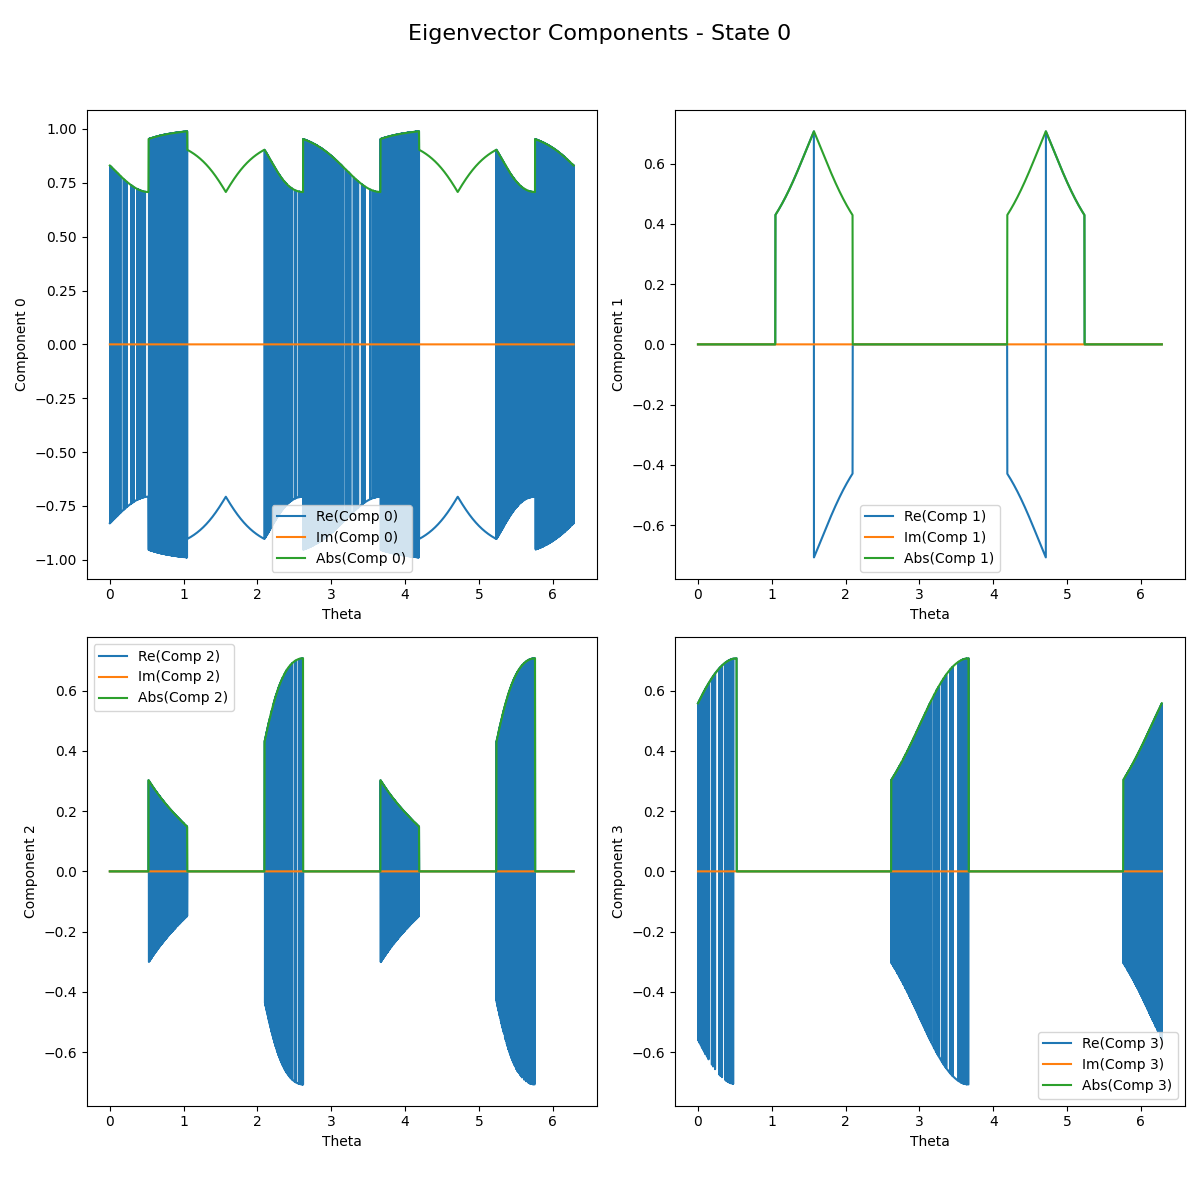 Eigenvector Components - State 0
1.00
0.75
0.50
0.25
0.00
−0.25
−0.50
−0.75
−1.00
Component 0
Re(Comp 0)
Im(Comp 0)
Abs(Comp 0)
0 1 2 3 4 5 6
Theta
0.6
0.4
0.2
0.0
−0.2
−0.4
−0.6
Component 1
Re(Comp 1)
Im(Comp 1)
Abs(Comp 1)
0 1 2 3 4 5 6
Theta
Re(Comp 2)
Im(Comp 2)
Abs(Comp 2)
0.6
0.4
0.2
0.0
−0.2
−0.4
−0.6
Component 2
0 1 2 3 4 5 6
Theta
0.6
0.4
0.2
0.0
−0.2
−0.4
−0.6
Component 3
Re(Comp 3)
Im(Comp 3)
Abs(Comp 3)
0 1 2 3 4 5 6
Theta